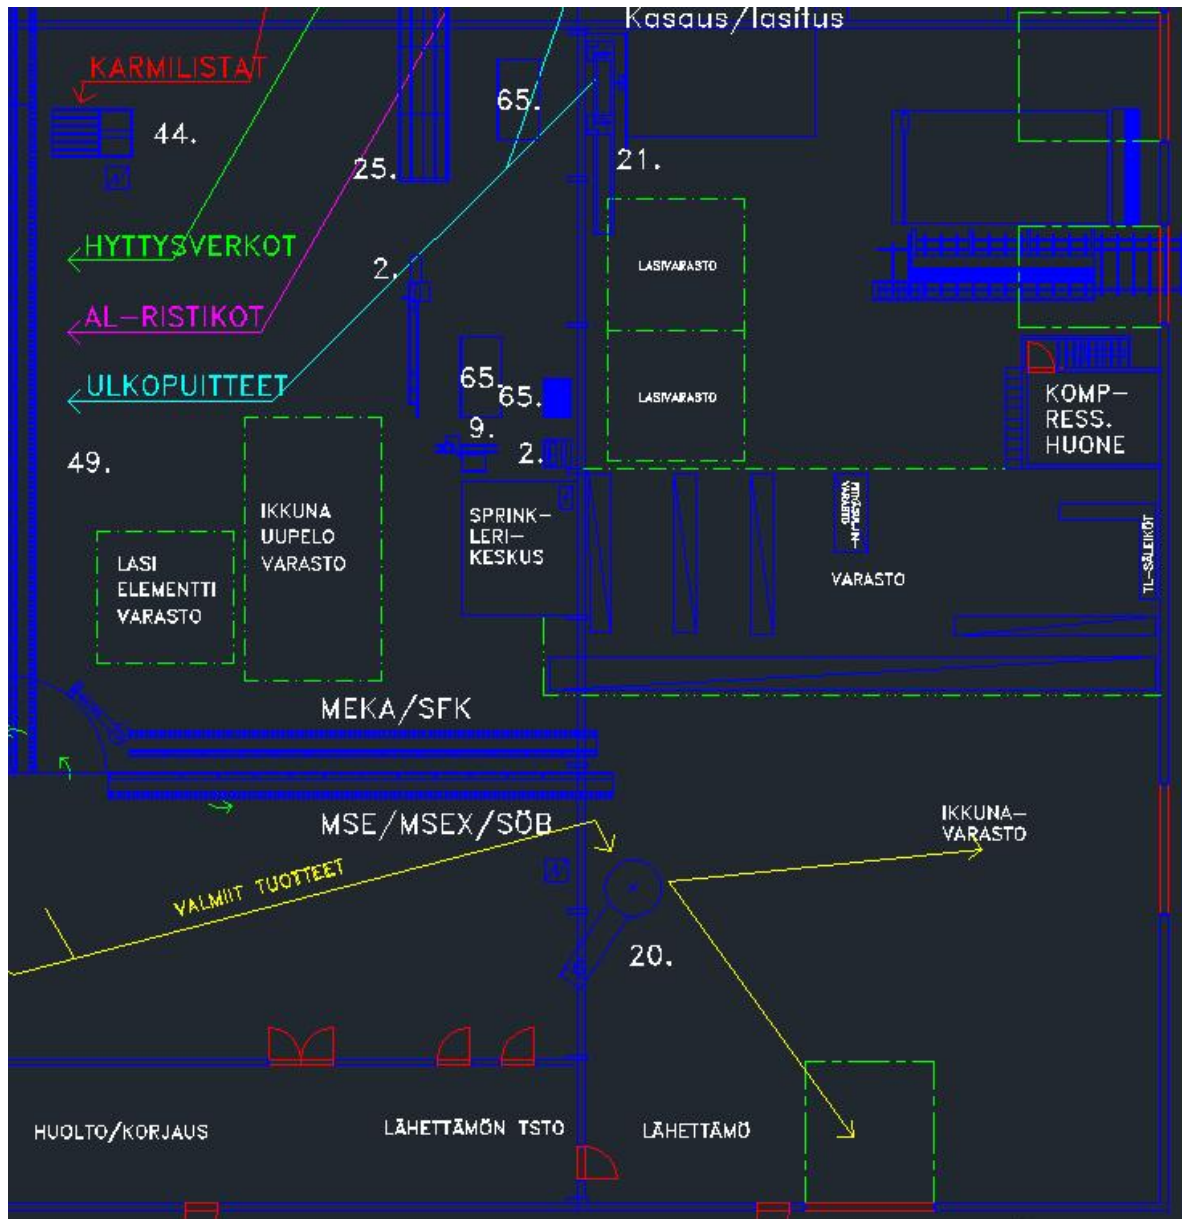 Kasaus/lasitus
KARMILISTAT
65.
44.
25.
21.
HYTTYSVERKOT
2.
LASIVARASTO
AL-RISTIKOT
65.
ULKOPUITTEET
65.
LASIVARASTO
KOMP-
RESS.
HUONE
9.
49.
2.
IKKUNA
UUPELO
VARASTO
SPRINK-
LERI-
KESKUS
LASI
ELEMENTTI
VARASTO
VARASTO
VARASTO
TL-SÄLEIKÖT
MEKA/SFK
MSE/MSEX/SÖB
IKKUNA-
VARASTO
VALMIIT TUOTTEET
20.
HUOLTO/KORJAUS
LÄHETTÄMÖN TSTO
LÄHETTÄMÖ